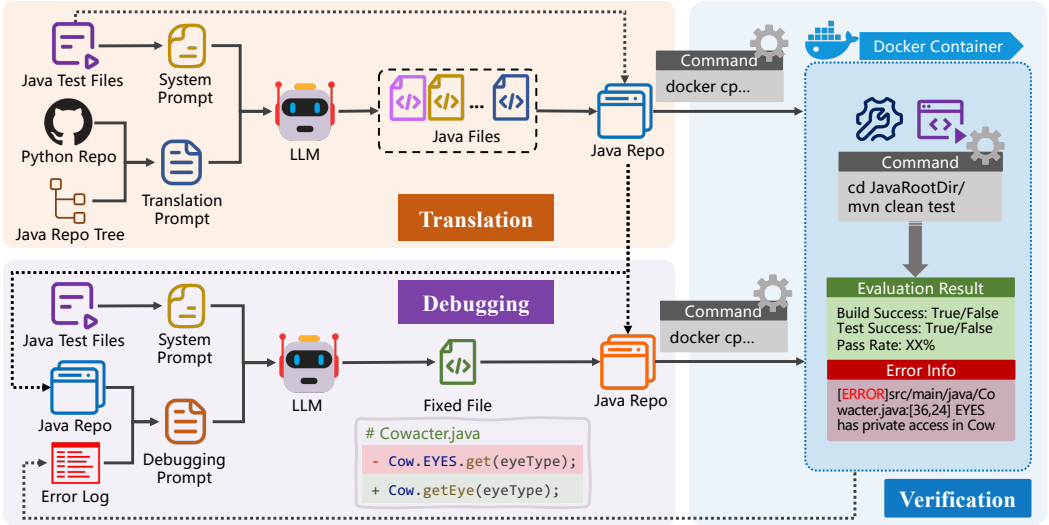 Java Test Files
System
Prompt
Python Repo
Java Repo Tree
Translation
Prompt
LLM
</>
</>
...
</>
Java Files
Java Repo
Translation
Command
docker cp...
Docker Container
</>
Command
cd JavaRootDir/
mvn clean test
Evaluation Result
Build Success: True/False
Test Success: True/False
Pass Rate: XX%
Error Info
[ERROR]src/main/java/Co
wacter.java:[36,24] EYES
has private access in Cow
Verification
Debugging
Java Test Files
System
Prompt
Java Repo
Error Log
Debugging
Prompt
LLM
</>
Fixed File
Java Repo
Command
docker cp...
# Cowacter.java
- Cow.EYES.get(eyeType);
+ Cow.getEye(eyeType);